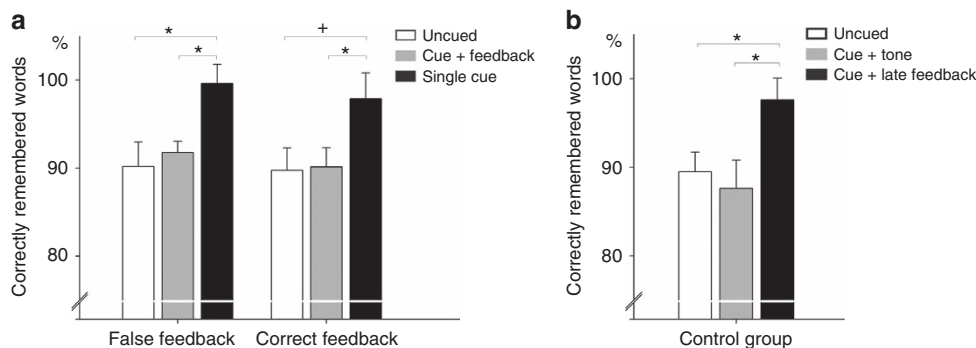 a
*
*
+
*
Uncued
Cue + feedback
Single cue
%
100
90
80
Correctly remembered words
False feedback
Correct feedback
b
*
*
Uncued
Cue + tone
Cue + late feedback
%
100
90
80
Correctly remembered words
Control group